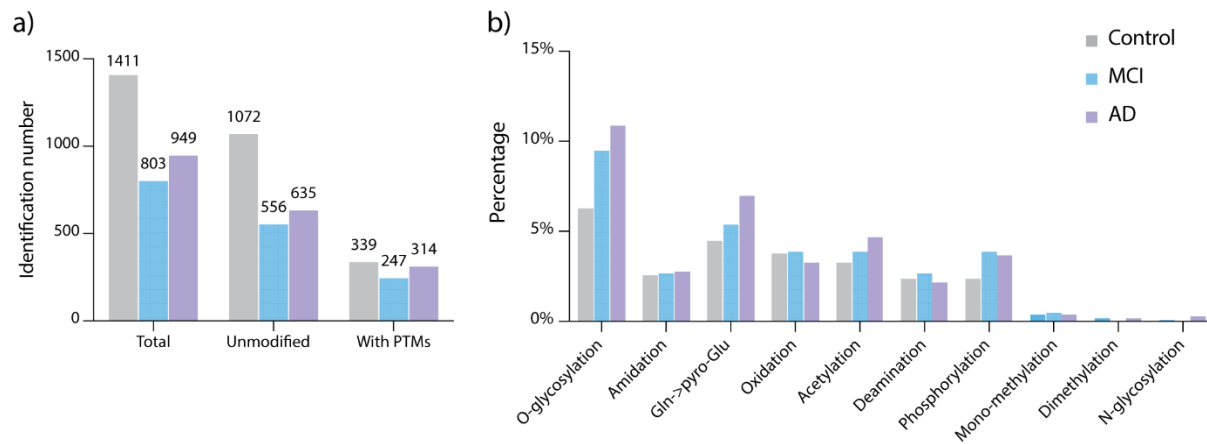 a)
Identification number
1500
1000
500
0
1411
803
949
1072
556
635
339
247
314
Total
Unmodified
With PTMs
b)
Percentage
15%
10%
5%
0%
Control
MCI
AD
O-glycosylation
Amidation
Gln->pyro-Glu
Oxidation
Acetylation
Deamination
Phosphorylation
Mono-methylation
Dimethylation
N-glycosylation